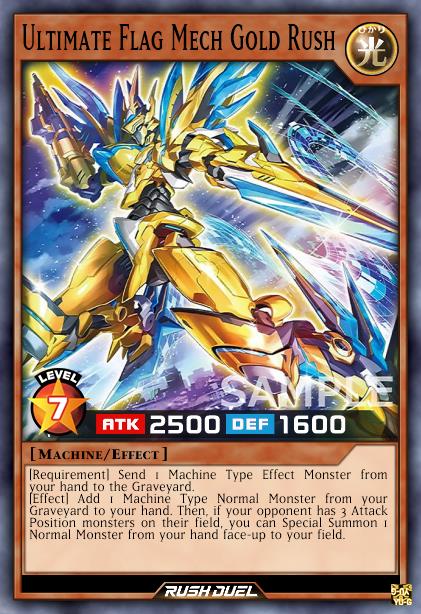 ULTIMATE FLAG MECH GOLD RUSH
ひかり
光
SAMPLE
LEVEL
7
ATK 2500 DEF 1600
[MACHINE/EFFECT]
[Requirement] Send 1 Machine Type Effect Monster from
your hand to the Graveyard.
[Effect] Add 1 Machine Type Normal Monster from your
Graveyard to your hand. Then, if your opponent has 3 Attack
Position monsters on their field, you can Special Summon 1
Normal Monster from your hand face-up to your field.
RUSH DUEL